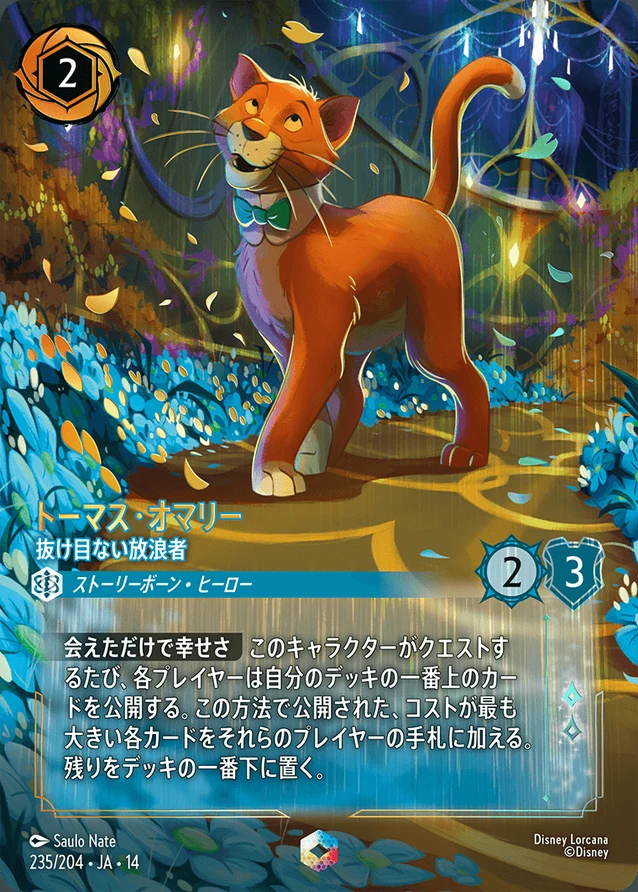 2
トーマス・オマリー
抜け目ない放浪者
ストーリーボーン・ヒーロー
2
3
会えただけで幸せさ このキャラクターがクエストす
るたび、各プレイヤーは自分のデッキの一番上のカー
ドを公開する。この方法で公開された、コストが最も
大きい各カードをそれらのプレイヤーの手札に加える。
残りをデッキの一番下に置く。
Saulo Nate
235/204・JA・14
Disney Lorcana
©Disney